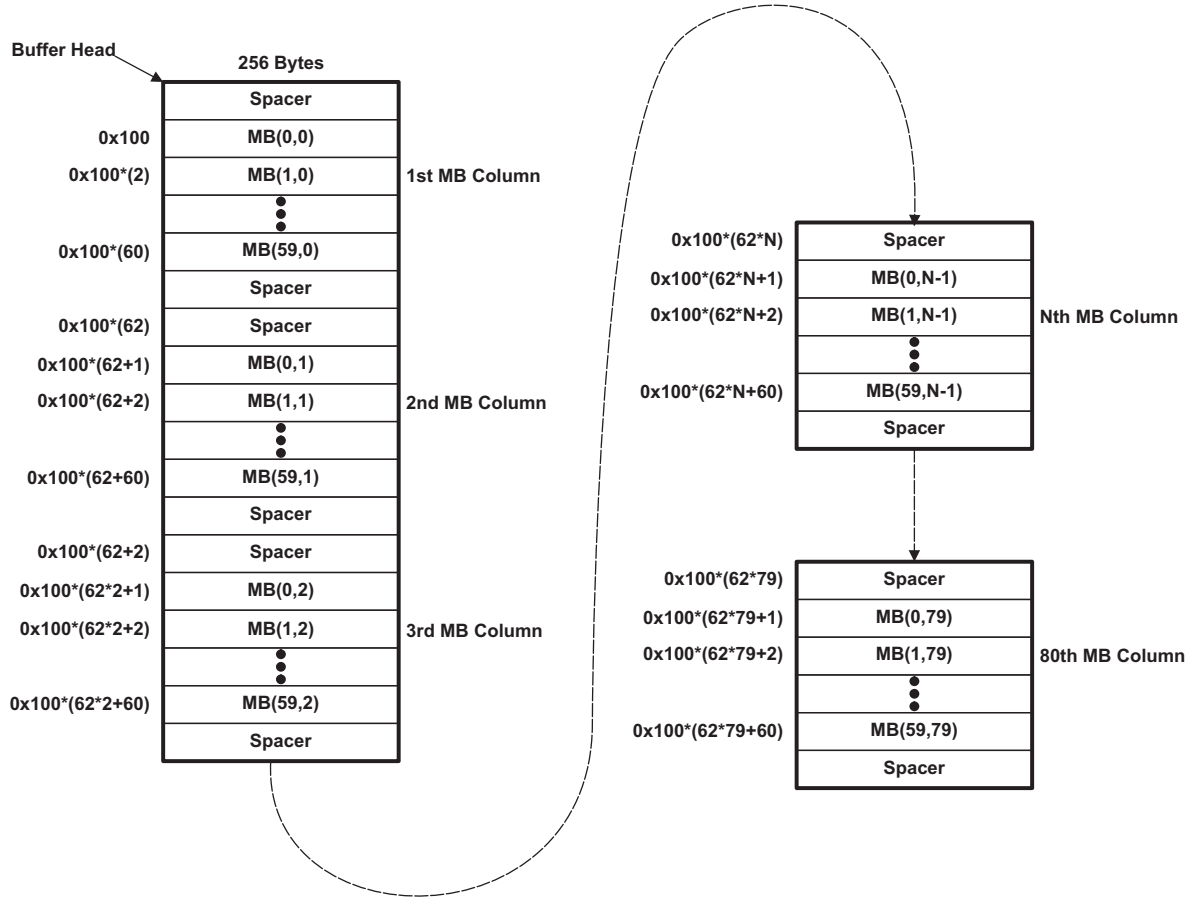 Buffer Head
256 Bytes
Spacer
0x100 MB(0,0)
0x100*(2) MB(1,0) 1st MB Column
0x100*(60) MB(59,0)
Spacer
0x100*(62) Spacer
0x100*(62+1) MB(0,1)
0x100*(62+2) MB(1,1) 2nd MB Column
0x100*(62+60) MB(59,1)
Spacer
0x100*(62+2) Spacer
0x100*(62*2+1) MB(0,2)
0x100*(62*2+2) MB(1,2) 3rd MB Column
0x100*(62*2+60) MB(59,2)
Spacer
0x100*(62*N) Spacer
0x100*(62*N+1) MB(0,N-1)
0x100*(62*N+2) MB(1,N-1) Nth MB Column
0x100*(62*N+60) MB(59,N-1)
Spacer
0x100*(62*79) Spacer
0x100*(62*79+1) MB(0,79)
0x100*(62*79+2) MB(1,79) 80th MB Column
0x100*(62*79+60) MB(59,79)
Spacer